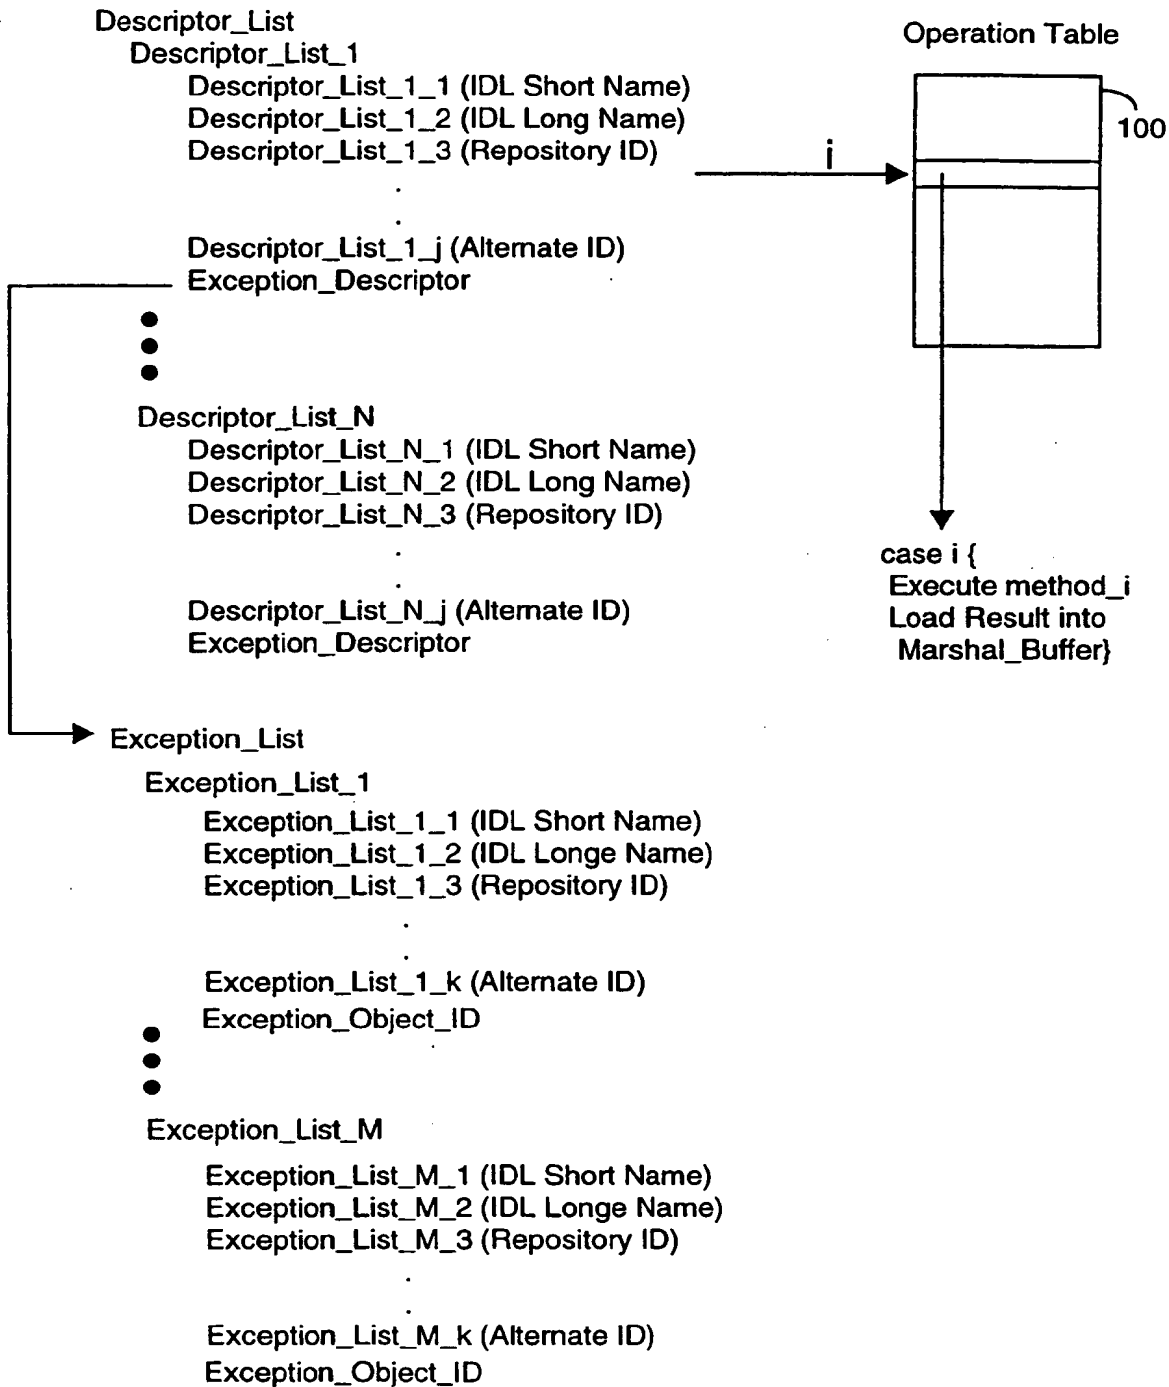 Descriptor_List
Descriptor_List_1
Descriptor_List_1_1 (IDL Short Name)
Descriptor_List_1_2 (IDL Long Name)
Descriptor_List_1_3 (Repository ID)
.
.
Descriptor_List_1_j (Alternate ID)
Exception_Descriptor
Operation Table
100
i
Descriptor_List_N
Descriptor_List_N_1 (IDL Short Name)
Descriptor_List_N_2 (IDL Long Name)
Descriptor_List_N_3 (Repository ID)
.
.
Descriptor_List_N_j (Alternate ID)
Exception_Descriptor
case i {
Execute method_i
Load Result into
Marshal_Buffer}
Exception_List
Exception_List_1
Exception_List_1_1 (IDL Short Name)
Exception_List_1_2 (IDL Longe Name)
Exception_List_1_3 (Repository ID)
.
.
Exception_List_1_k (Alternate ID)
Exception_Object_ID
Exception_List_M
Exception_List_M_1 (IDL Short Name)
Exception_List_M_2 (IDL Longe Name)
Exception_List_M_3 (Repository ID)
.
.
Exception_List_M_k (Alternate ID)
Exception_Object_ID